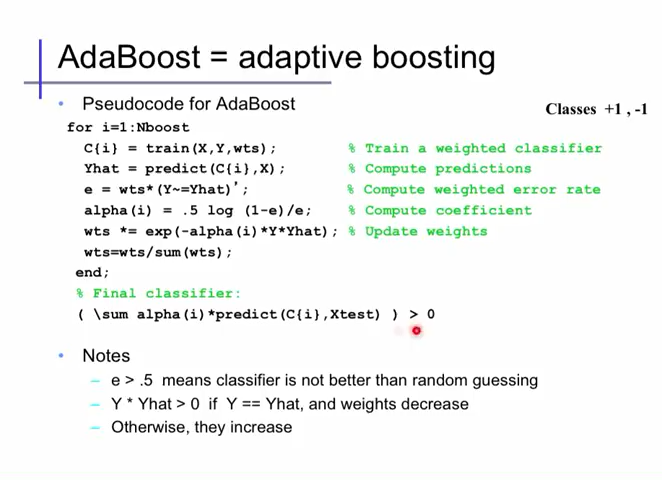 AdaBoost = adaptive boosting
• Pseudocode for AdaBoost
Classes +1 , -1
for i=1:Nboost
C{i} = train(X,Y,wts); % Train a weighted classifier
Yhat = predict(C{i},X); % Compute predictions
e = wts*(Y~=Yhat)'; % Compute weighted error rate
alpha(i) = .5 log (1-e)/e; % Compute coefficient
wts *= exp(-alpha(i)*Y*Yhat); % Update weights
wts=wts/sum(wts);
end;
% Final classifier:
( \sum alpha(i)*predict(C{i},Xtest) ) > 0
• Notes
– e > .5 means classifier is not better than random guessing
– Y * Yhat > 0 if Y == Yhat, and weights decrease
– Otherwise, they increase